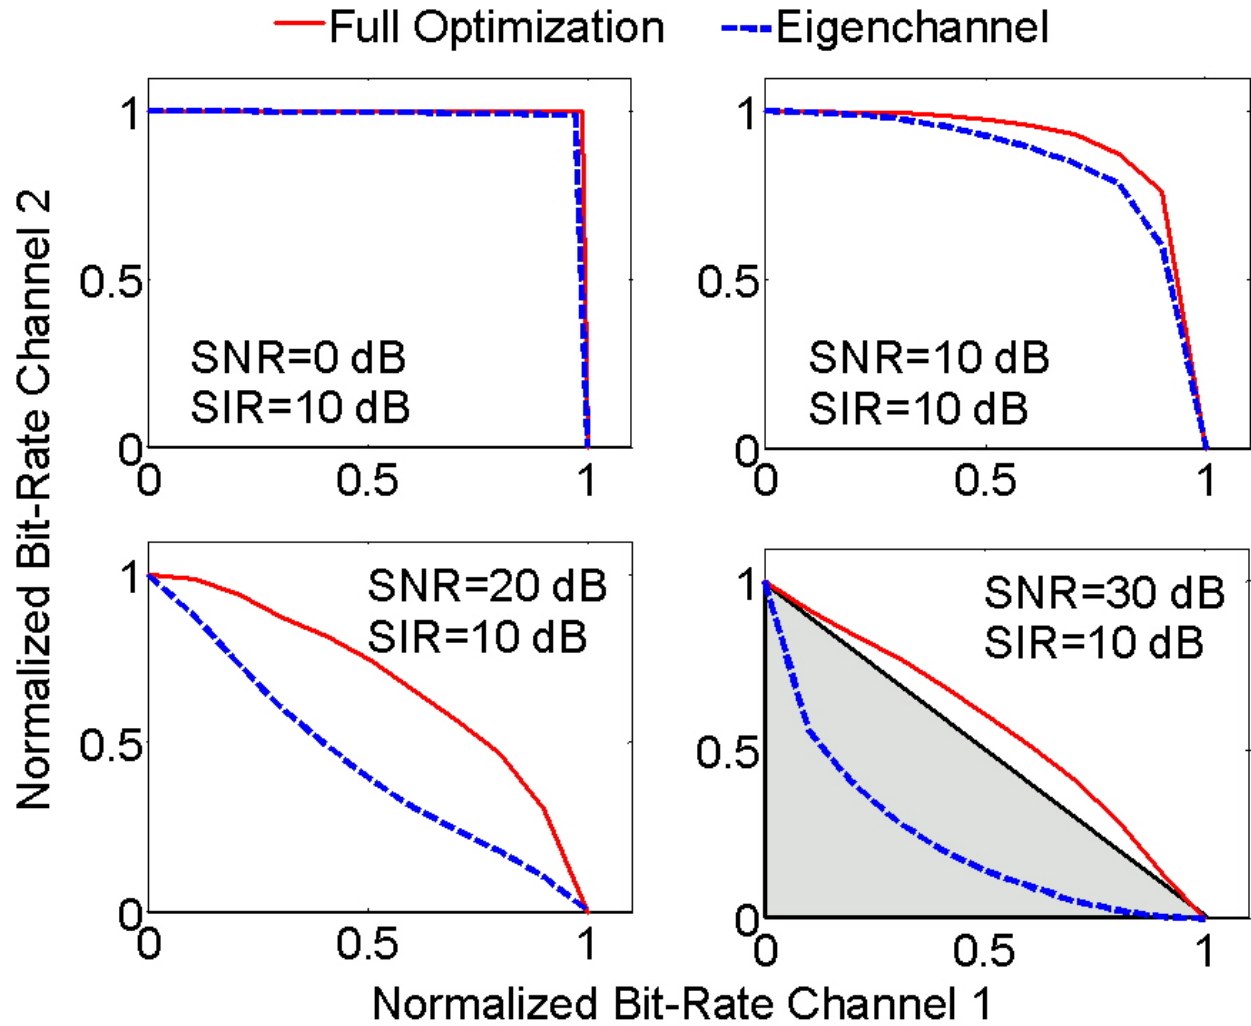 Full Optimization
Eigenchannel
Normalized Bit-Rate Channel 2
1
0.5
0
SNR=0 dB
SIR=10 dB
0
0.5
1
1
0.5
0
SNR=10 dB
SIR=10 dB
0
0.5
1
1
0.5
0
SNR=20 dB
SIR=10 dB
0
0.5
1
1
0.5
0
SNR=30 dB
SIR=10 dB
0
0.5
1
Normalized Bit-Rate Channel 1